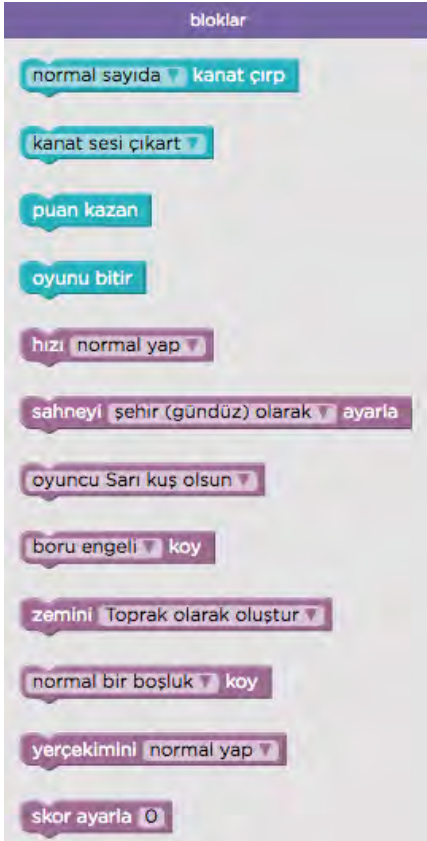 bloklar
normal sayıda kanat çırp
kanat sesi çıkart
puan kazan
oyunu bitir
hızı normal yap
sahneyi şehir (gündüz) olarak ayarla
oyuncu Sarı kuş olsun
boru engeli koy
zemini Toprak olarak oluştur
normal bir boşluk koy
yerçekimini normal yap
skor ayarla 0